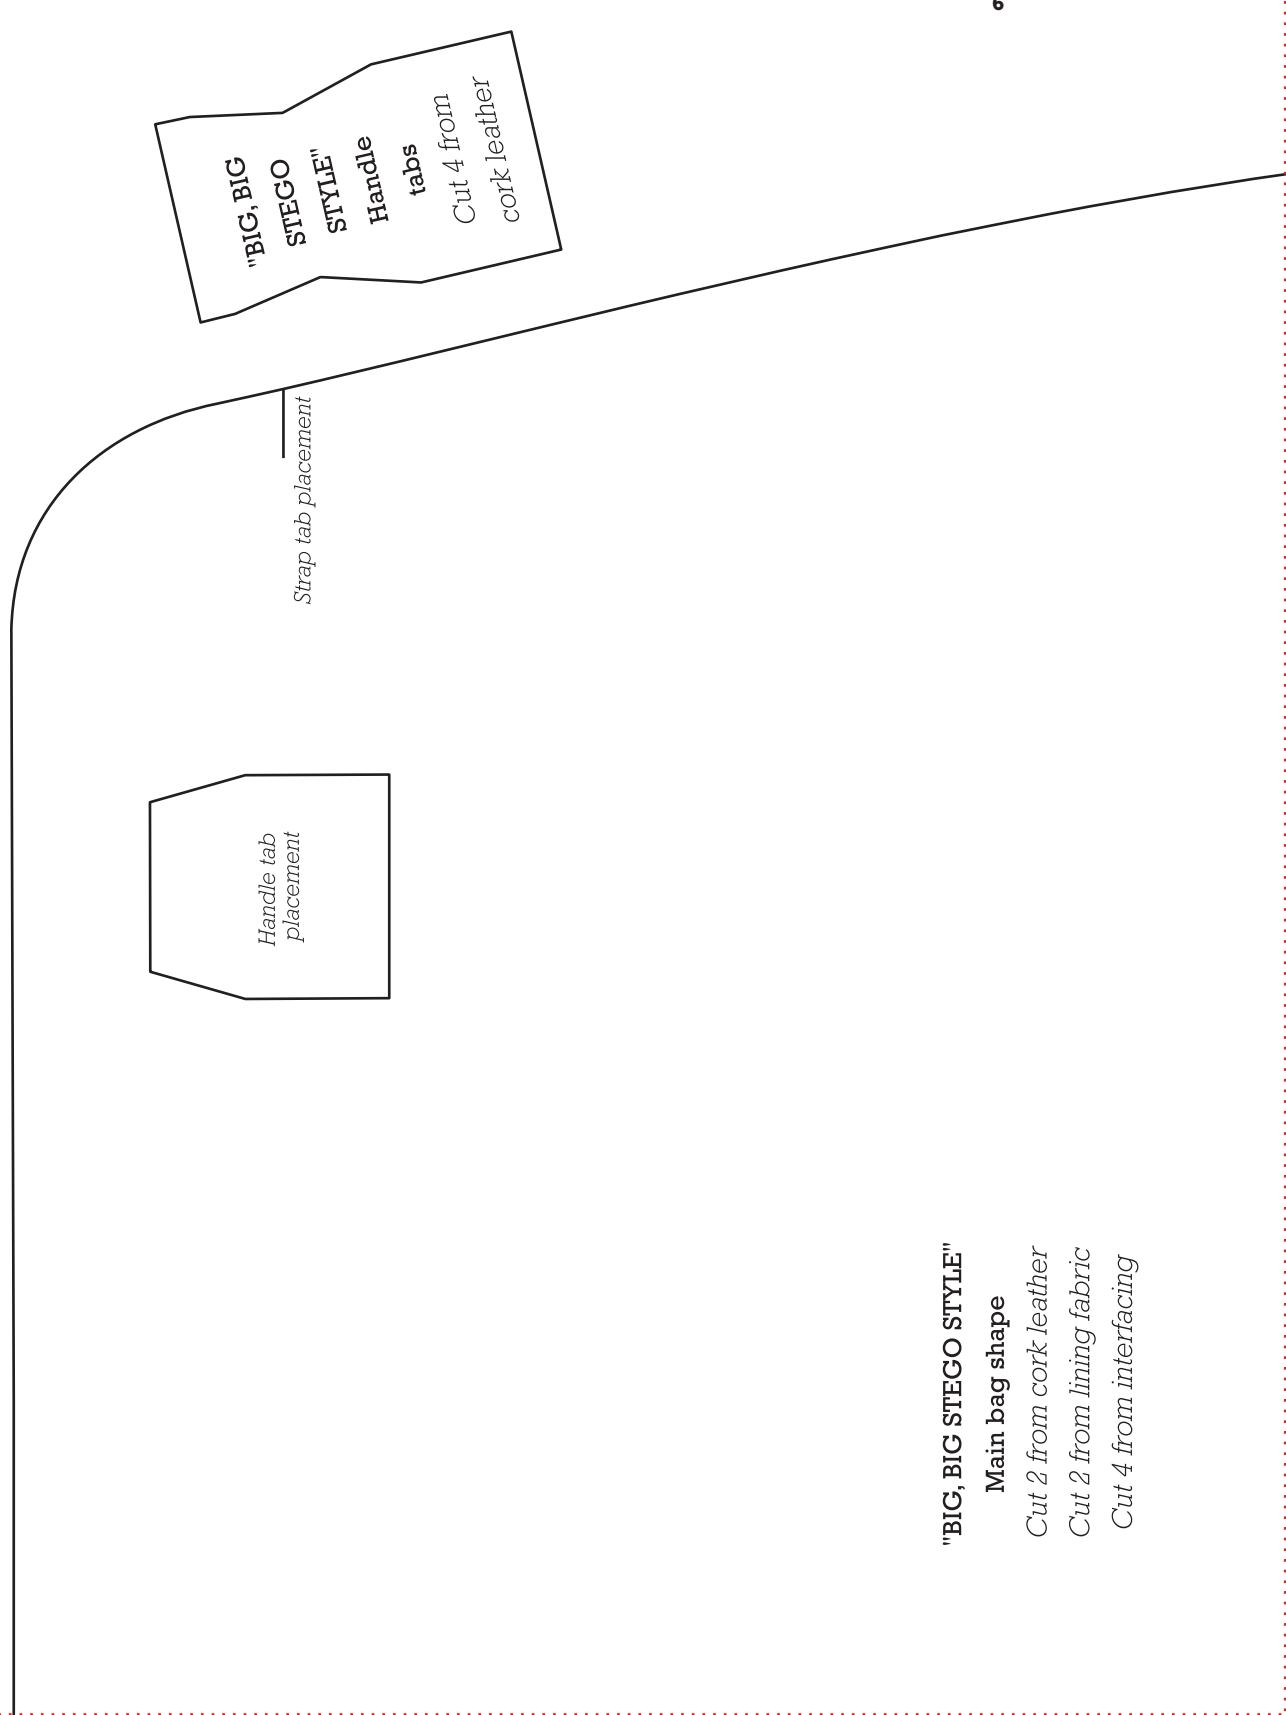 "BIG, BIG
STEGO
STYLE"
Handle
tabs
Cut 4 from
cork leather
Strap tab placement
Handle tab
placement
"BIG, BIG STEGO STYLE"
Main bag shape
Cut 2 from cork leather
Cut 2 from lining fabric
Cut 4 from interfacing